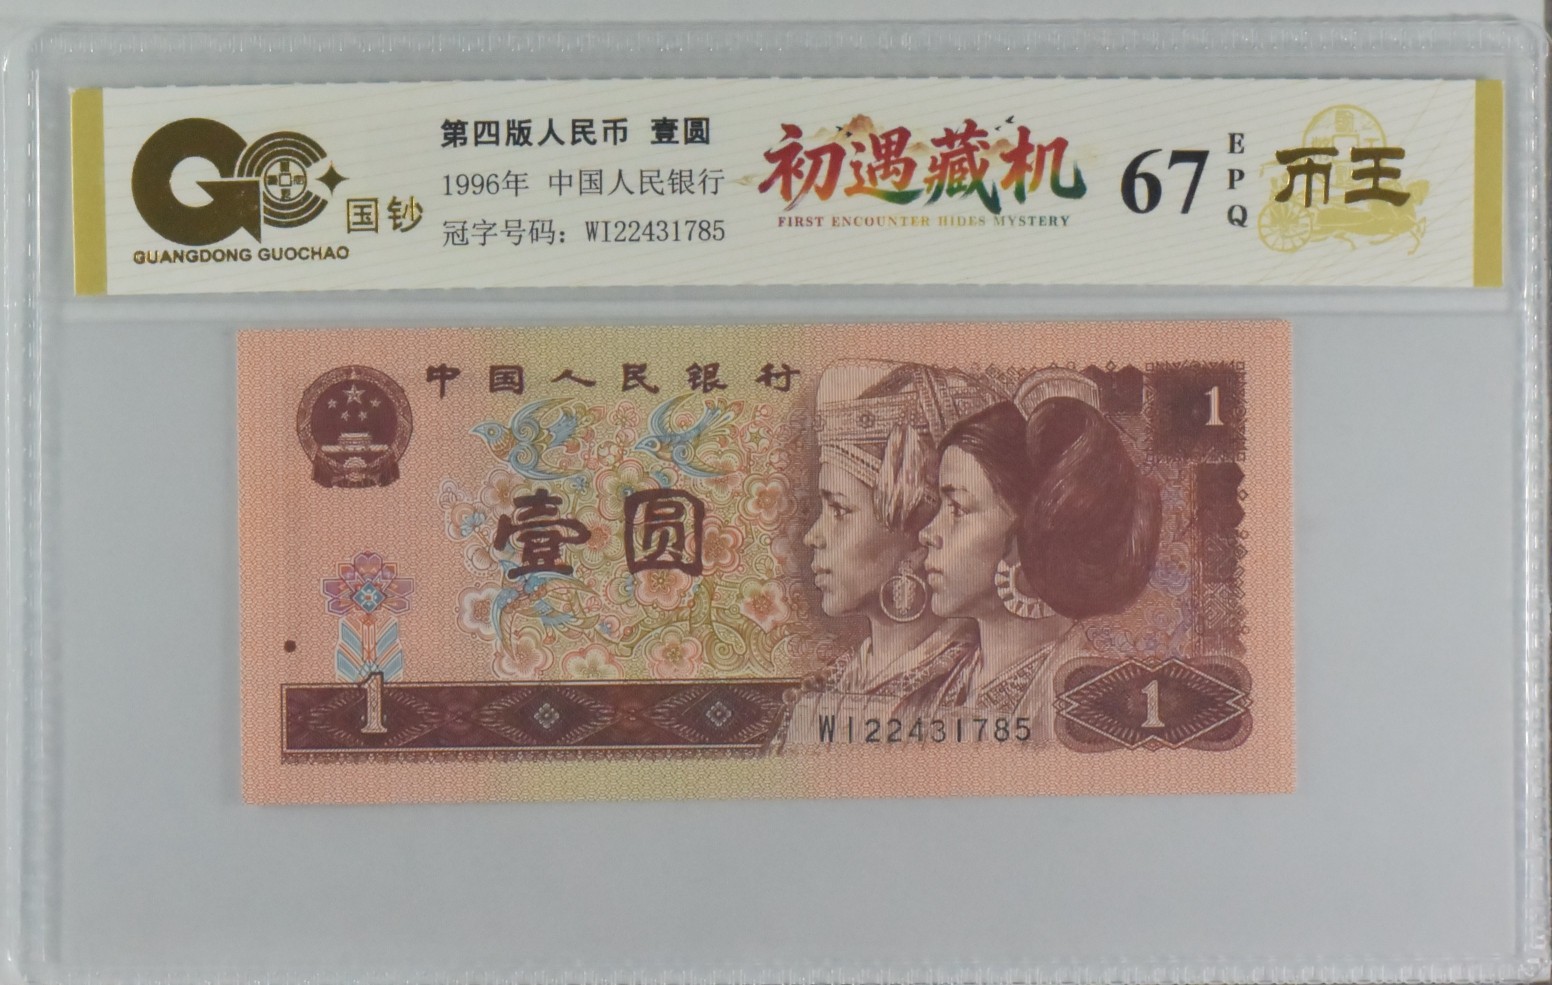 国钞
GUANGDONG GUOCHAO
第四版人民币 壹圆
1996年 中国人民银行
冠字号码：WI22431785
初遇藏机
FIRST ENCOUNTER HIDES MYSTERY
67
EPQ
币王
中国人民银行
1
壹圆
1
WI22431785
1